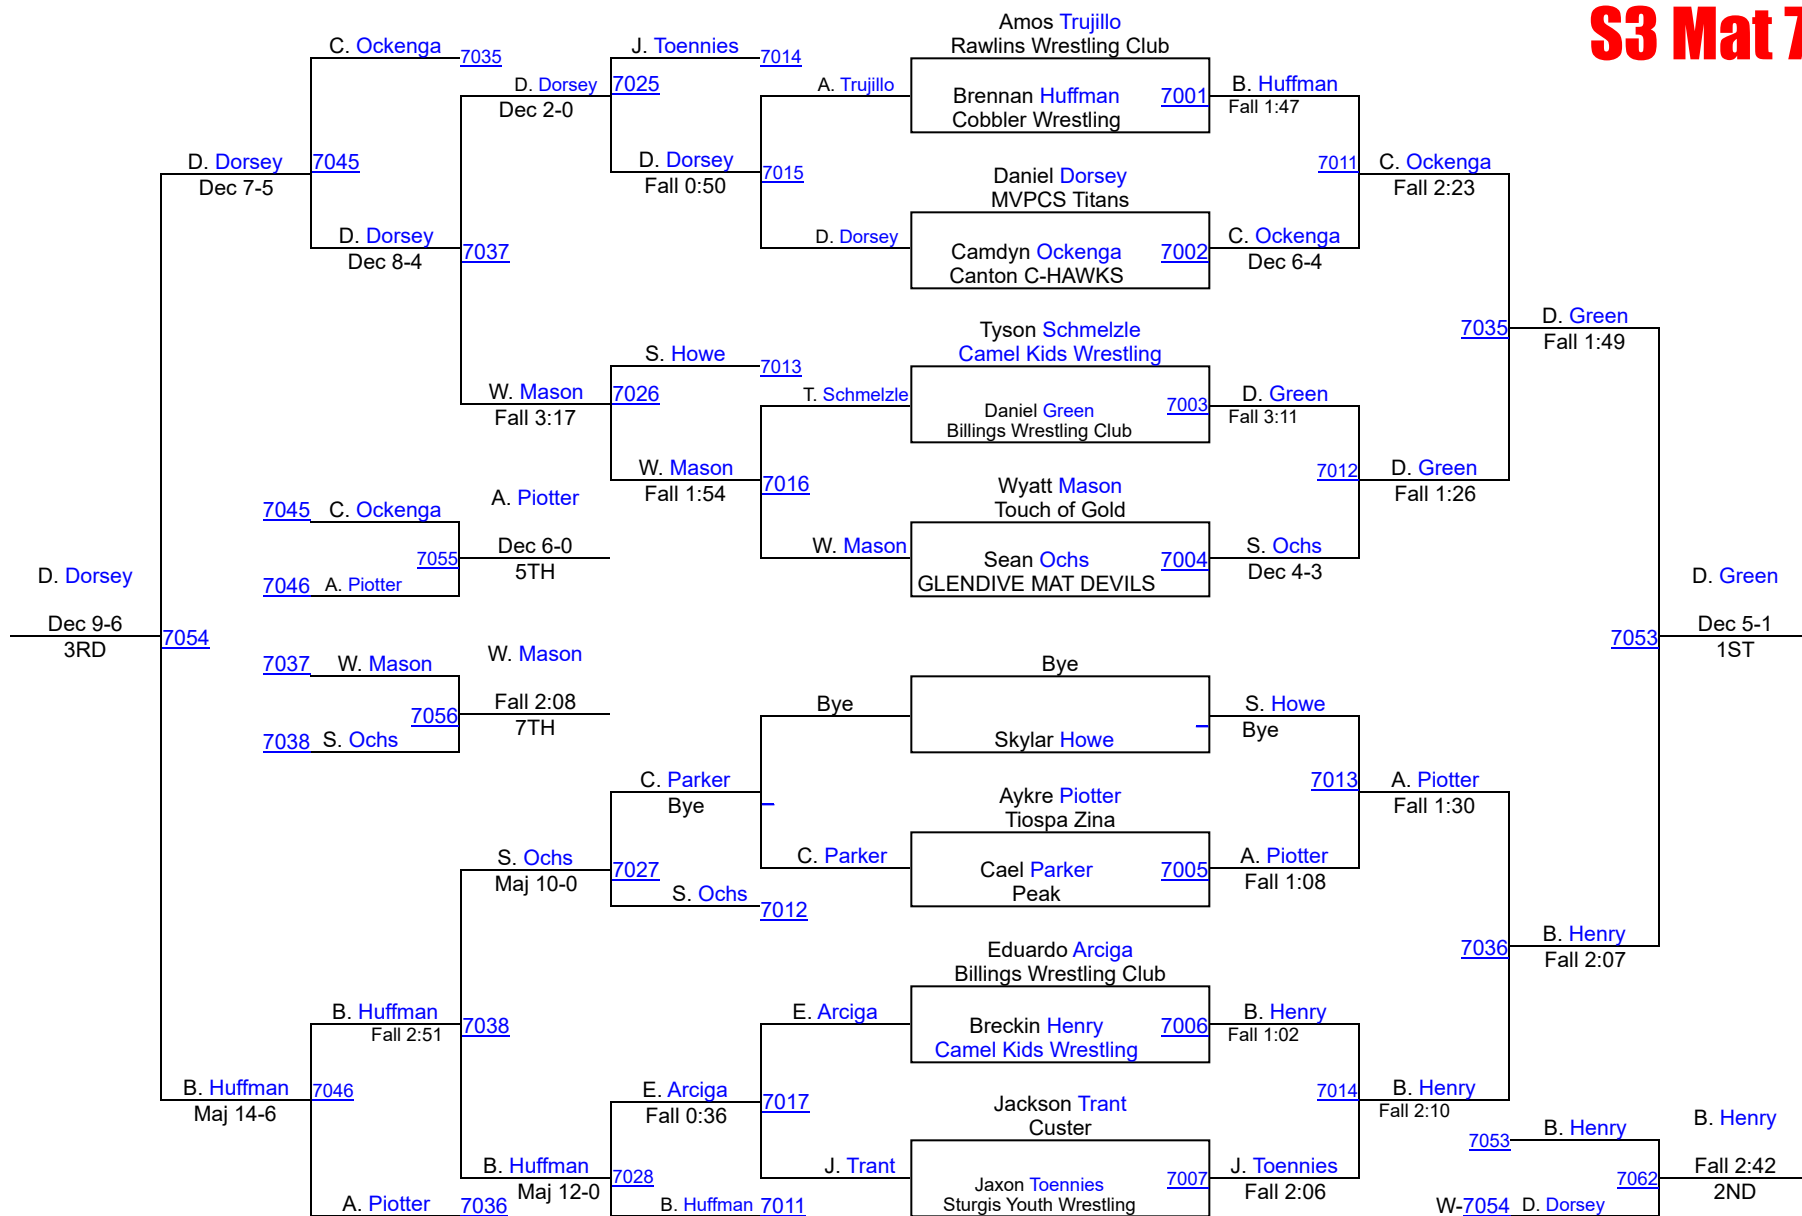 S3 Mat 7
Amos Trujillo
Rawlins Wrestling Club
C. Ockenga 7035
J. Toennies 7014
D. Dorsey 7025
Dec 2-0
A. Trujillo
Brennan Huffman 7001
Cobbler Wrestling
B. Huffman
Fall 1:47
D. Dorsey 7045
Dec 7-5
D. Dorsey 7015
Fall 0:50
Daniel Dorsey
MVPCS Titans
7011 C. Ockenga
Fall 2:23
D. Dorsey 7037
Dec 8-4
D. Dorsey
Camdyn Ockenga 7002
Canton C-HAWKS
C. Ockenga
Dec 6-4
Tyson Schmelzle
Camel Kids Wrestling
7035 D. Green
Fall 1:49
S. Howe 7013
W. Mason 7026
Fall 3:17
T. Schmelzle
Daniel Green 7003
Billings Wrestling Club
D. Green
Fall 3:11
W. Mason 7016
Fall 1:54
Wyatt Mason
Touch of Gold
7012 D. Green
Fall 1:26
7045 C. Ockenga
A. Piotter
7055 Dec 6-0
5TH
7046 A. Piotter
W. Mason
Sean Ochs 7004
GLENDIVE MAT DEVILS
S. Ochs
Dec 4-3
D. Dorsey
Dec 9-6 7054
3RD
D. Green
7053 Dec 5-1
1ST
7037 W. Mason
W. Mason
7056 Fall 2:08
7TH
7038 S. Ochs
Bye
Bye
Skylar Howe
S. Howe
Bye
C. Parker
Bye
Aykre Piotter
Tiospa Zina
7013 A. Piotter
Fall 1:30
S. Ochs 7027
Maj 10-0
C. Parker
Cael Parker 7005
Peak
A. Piotter
Fall 1:08
S. Ochs 7012
Eduardo Arciga
Billings Wrestling Club
7036 B. Henry
Fall 2:07
B. Huffman 7038
Fall 2:51
E. Arciga
Breckin Henry 7006
Camel Kids Wrestling
B. Henry
Fall 1:02
B. Huffman 7046
Maj 14-6
E. Arciga 7017
Fall 0:36
Jackson Trant
Custer
7014 B. Henry
Fall 2:10
7053 B. Henry
B. Henry
B. Huffman 7028
Maj 12-0
J. Trant
Jaxon Toennies 7007
Sturgis Youth Wrestling
J. Toennies
Fall 2:06
7062 Fall 2:42
2ND
A. Piotter 7036
B. Huffman 7011
W-7054 D. Dorsey